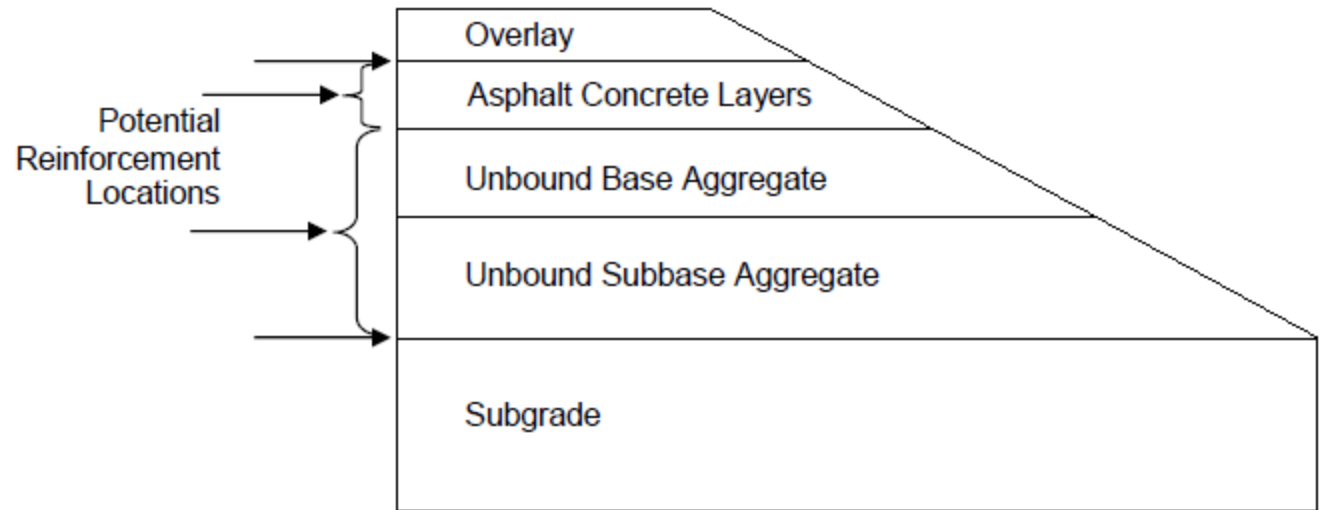 Overlay
Asphalt Concrete Layers
Potential
Reinforcement
Locations
Unbound Base Aggregate
Unbound Subbase Aggregate
Subgrade